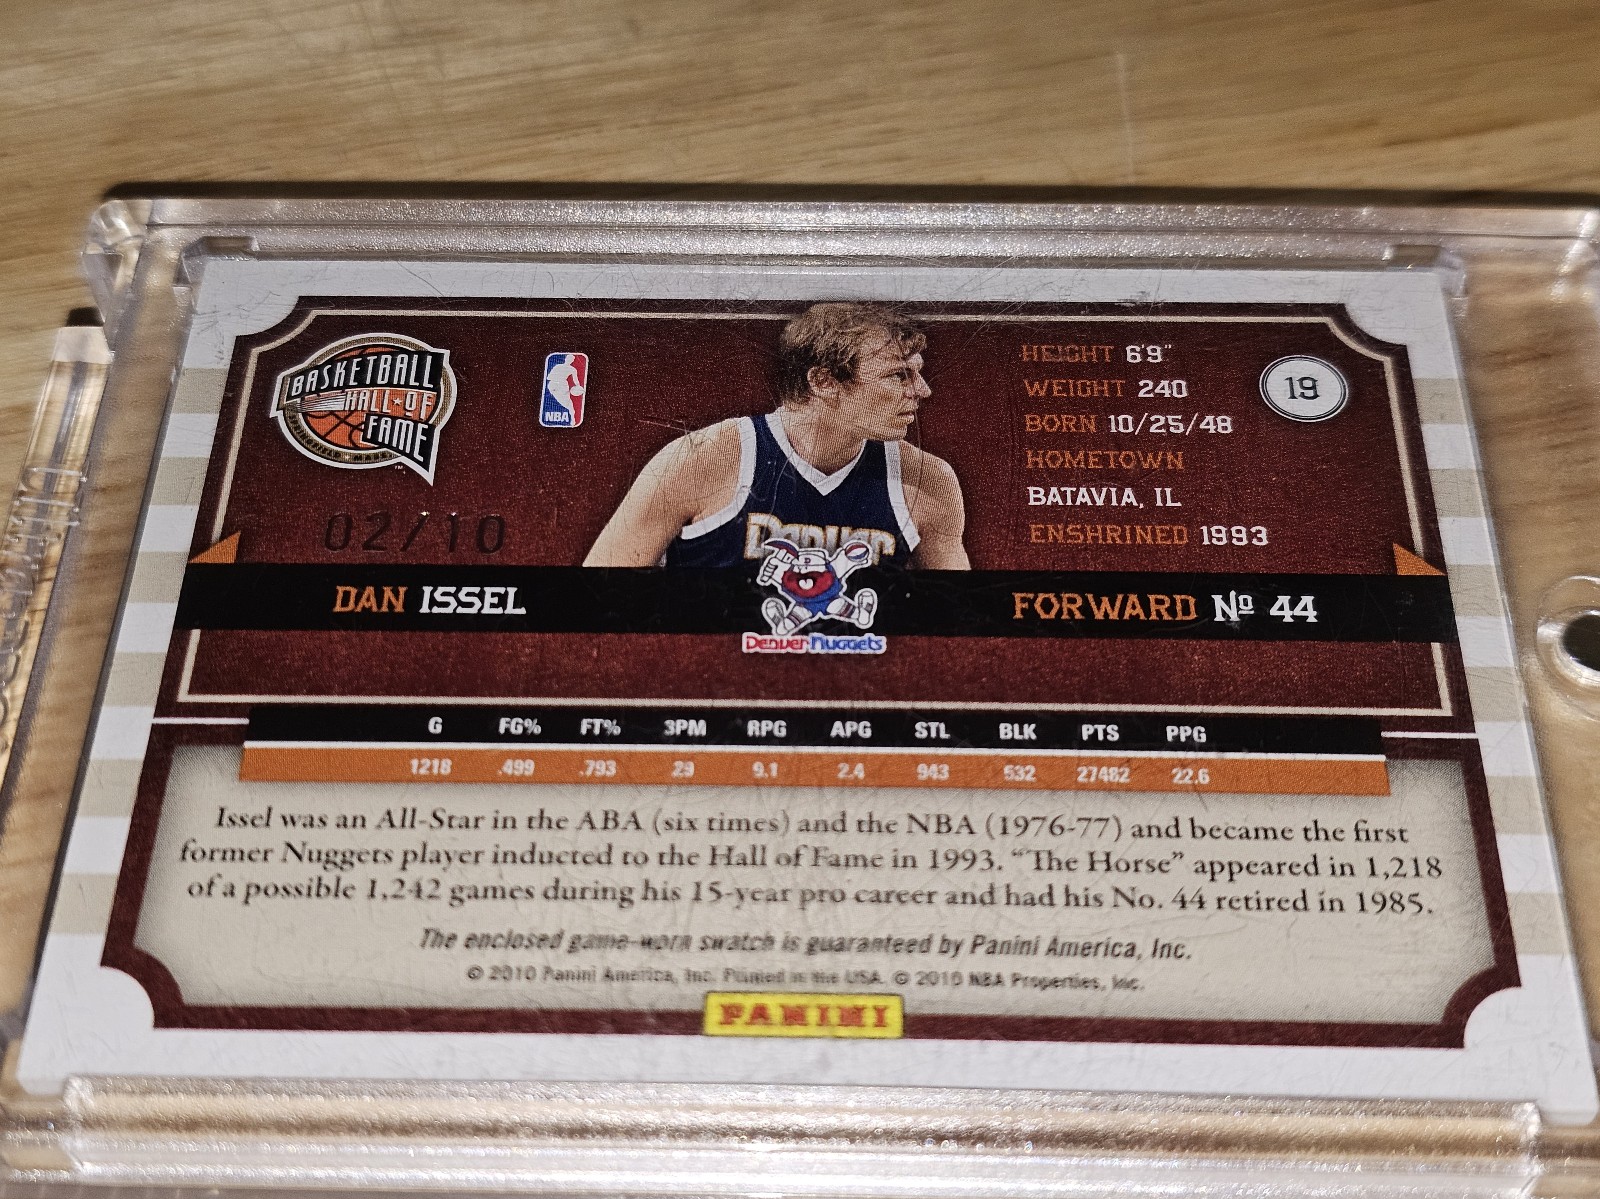 BASKETBALL
HALL OF
FAME
TM
NBA
HEIGHT 6'9"
WEIGHT 240
BORN 10/25/48
HOMETOWN
BATAVIA, IL
ENSHRINED 1993
19
02/10
DENVER
DAN ISSEL
Denver Nuggets
FORWARD Nº 44
G FG% FT% 3PM RPG APG STL BLK PTS PPG
1218 .499 .793 29 9.1 2.4 943 532 27482 22.6
Issel was an All-Star in the ABA (six times) and the NBA (1976-77) and became the first
former Nuggets player inducted to the Hall of Fame in 1993. "The Horse" appeared in 1,218
of a possible 1,242 games during his 15-year pro career and had his No. 44 retired in 1985.
The enclosed game-worn swatch is guaranteed by Panini America, Inc.
© 2010 Panini America, Inc. Printed in the USA. © 2010 NBA Properties, Inc.
PANINI